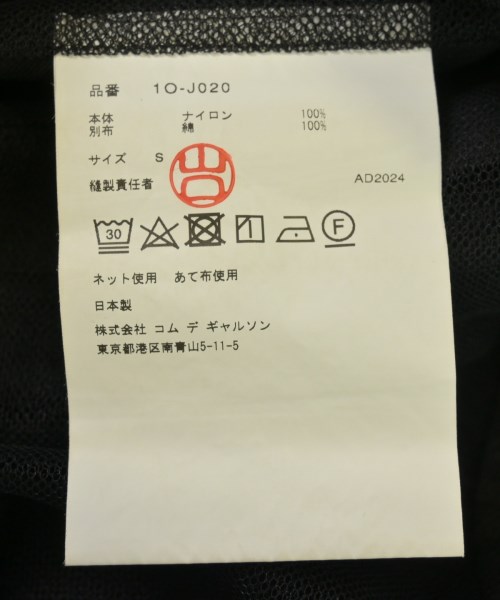 品番 1O-J020
本体 ナイロン 100%
別布 綿 100%
サイズ S
縫製責任者
AD2024
30 F
ネット使用 あて布使用
日本製
株式会社 コム デ ギャルソン
東京都港区南青山5-11-5